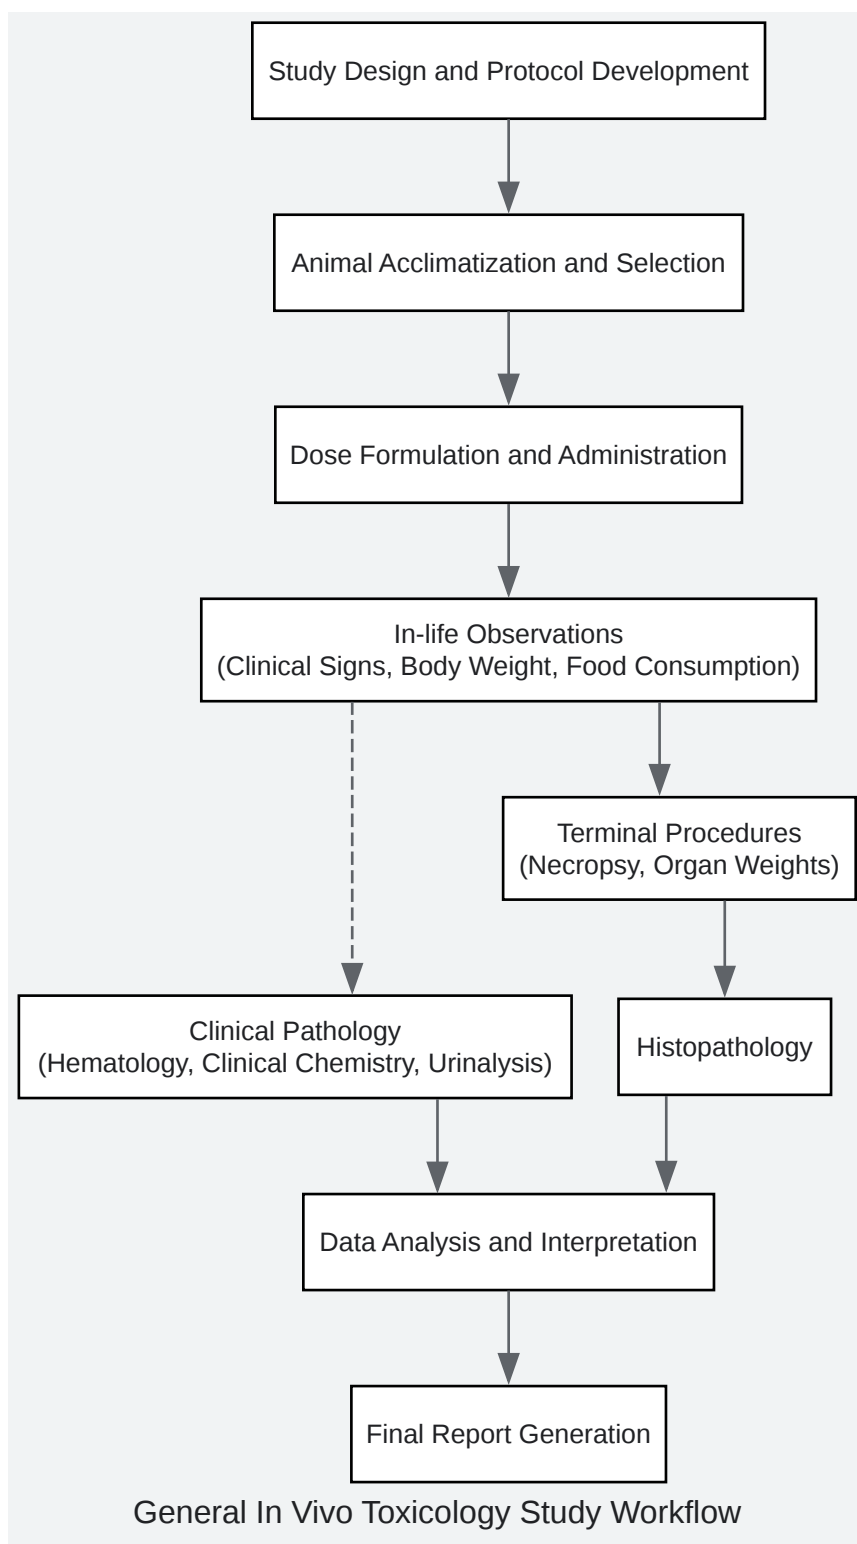 Study Design and Protocol Development
Animal Acclimatization and Selection
Dose Formulation and Administration
In-life Observations
(Clinical Signs, Body Weight, Food Consumption)
Terminal Procedures
(Necropsy, Organ Weights)
Clinical Pathology
(Hematology, Clinical Chemistry, Urinalysis)
Histopathology
Data Analysis and Interpretation
Final Report Generation
General In Vivo Toxicology Study Workflow